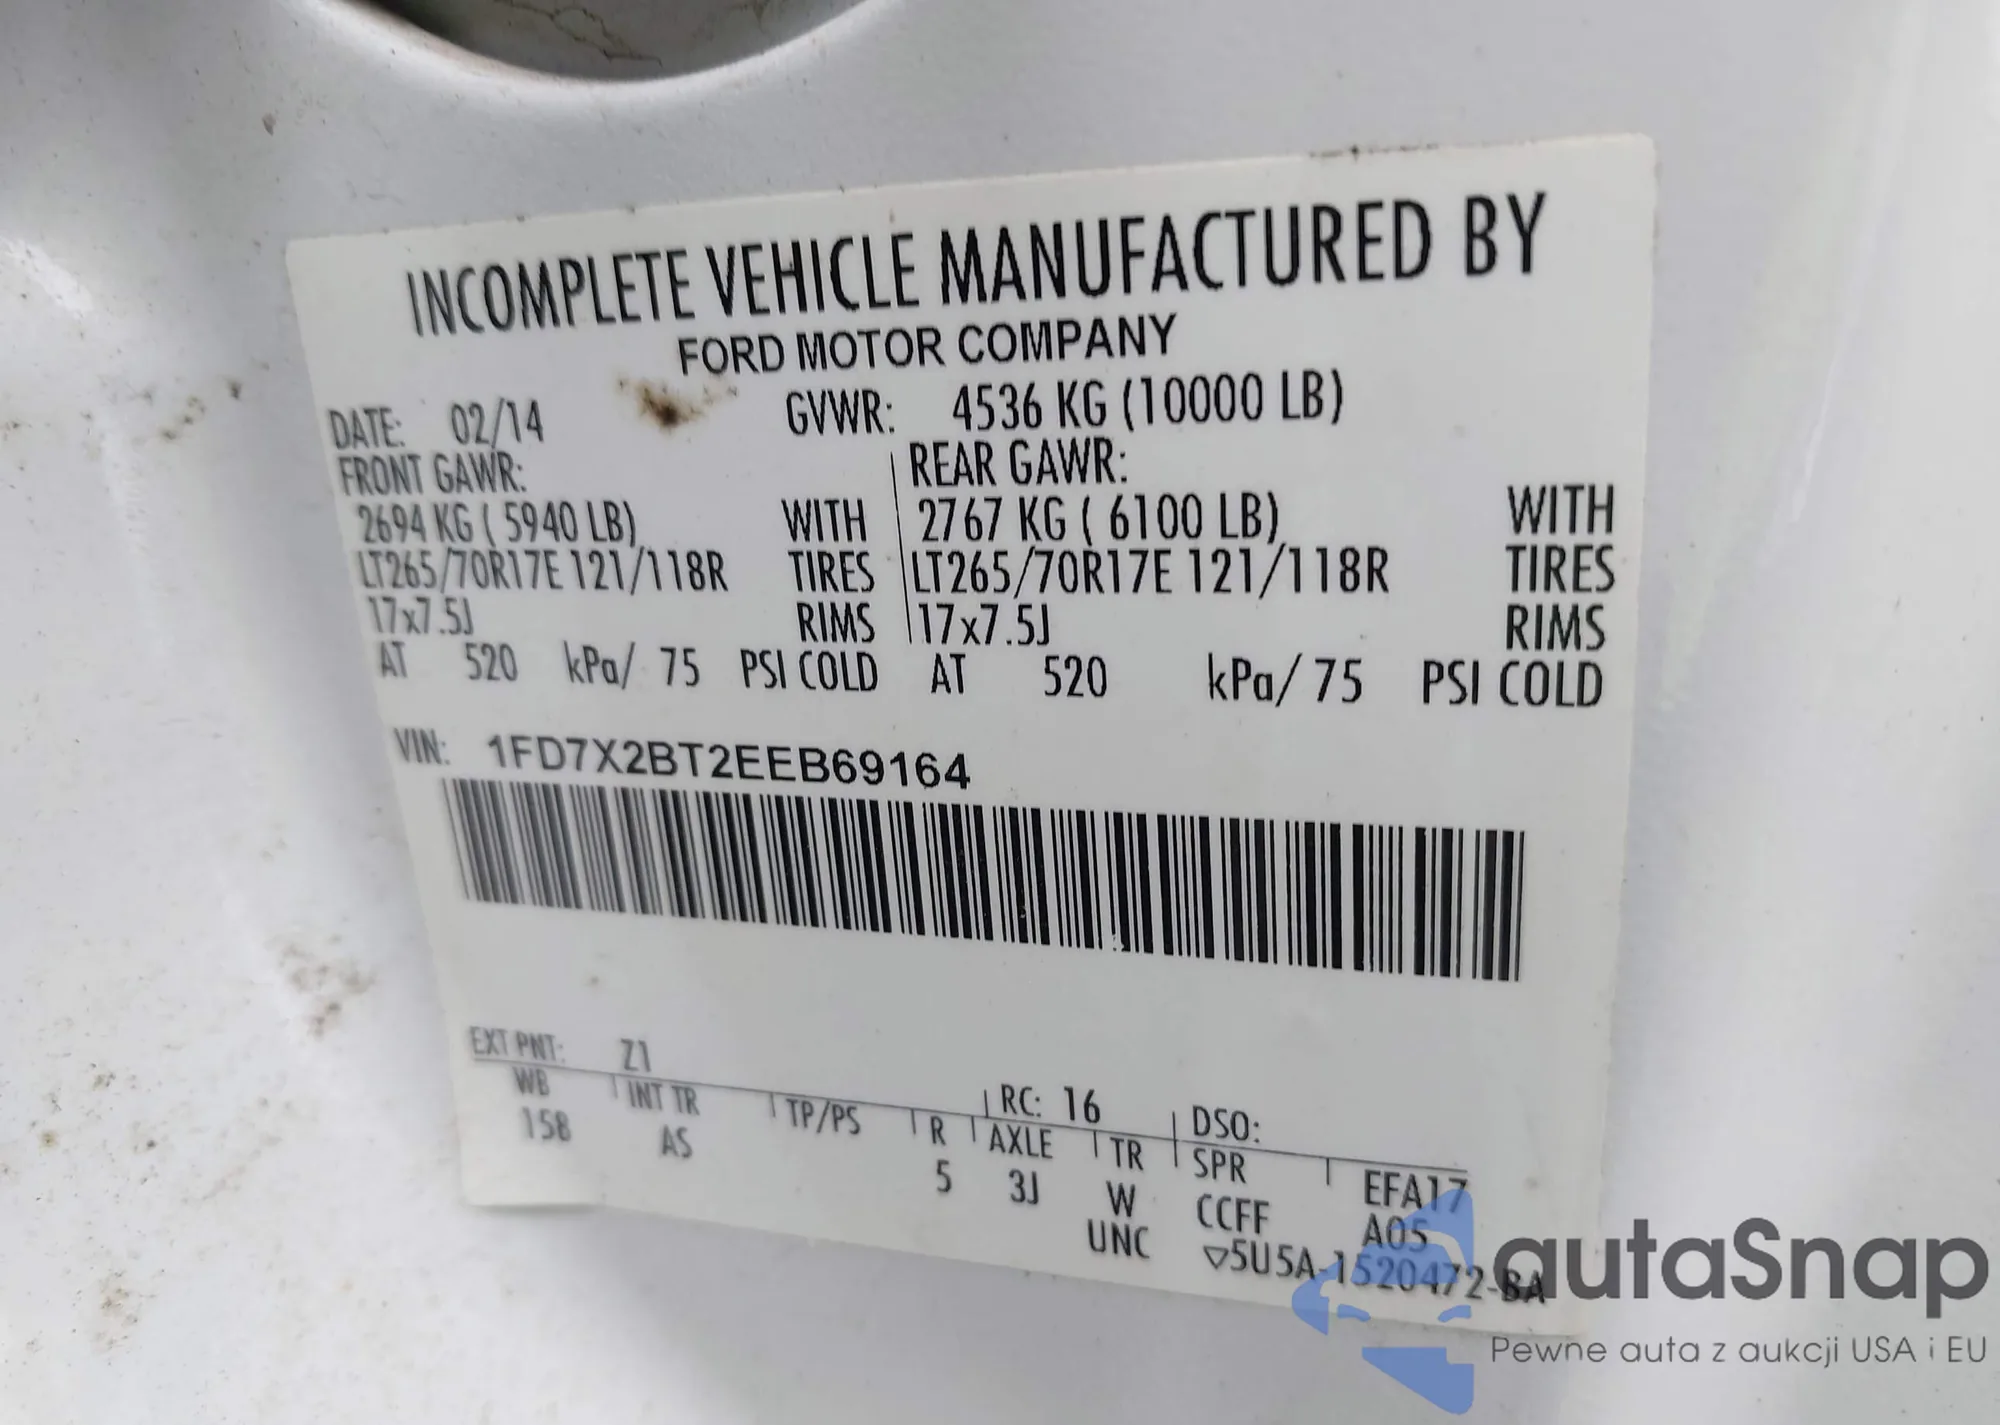 INCOMPLETE VEHICLE MANUFACTURED BY
FORD MOTOR COMPANY
DATE: 02/14 GVWR: 4536 KG (10000 LB)
FRONT GAWR: REAR GAWR:
2694 KG ( 5940 LB) WITH 2767 KG ( 6100 LB) WITH
LT265/70R17E 121/118R TIRES LT265/70R17E 121/118R TIRES
17x7.5J RIMS 17x7.5J RIMS
AT 520 kPa/ 75 PSI COLD AT 520 kPa/ 75 PSI COLD
VIN: 1FD7X2BT2EEB69164
EXT PNT: Z1 RC: 16 DSO:
WB INT TR TP/PS R AXLE TR SPR EFA17
158 AS 5 3J W CCFF A05
UNC ▽5U5A-1520472-BA
autaSnap
Pewne auta z aukcji USA i EU